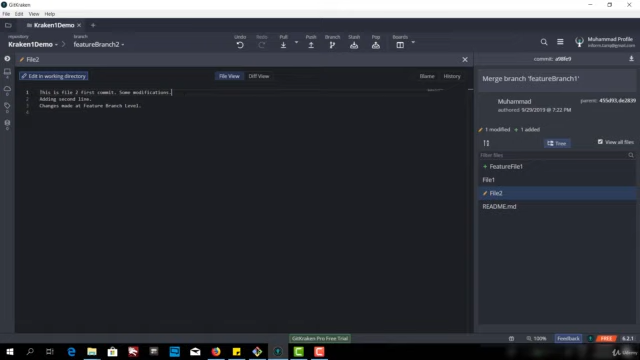 GitKraken
File Edit View Help
Kraken1Demo
repository
Kraken1Demo
branch
featureBranch2
Undo
Redo
Pull
Push
Branch
Stash
Pop
Boards
Muhammad Profile
File2
Edit in working directory
File View
Diff View
Blame
History
1 This is file 2 first commit. Some modifications.
2 Adding second line.
3 Changes made at Feature Branch Level.
commit: a98fe9
Merge branch 'featureBranch1'
Muhammad
authored 9/29/2019 @ 7:22 PM
parent: 495d93,de2839
1 modified + 1 added
Tree
View all files
Filter files
+ FeatureFile1
File1
File2
README.md
GitKraken Pro Free Trial
100%
Feedback
FREE
6.2.1
Udemy